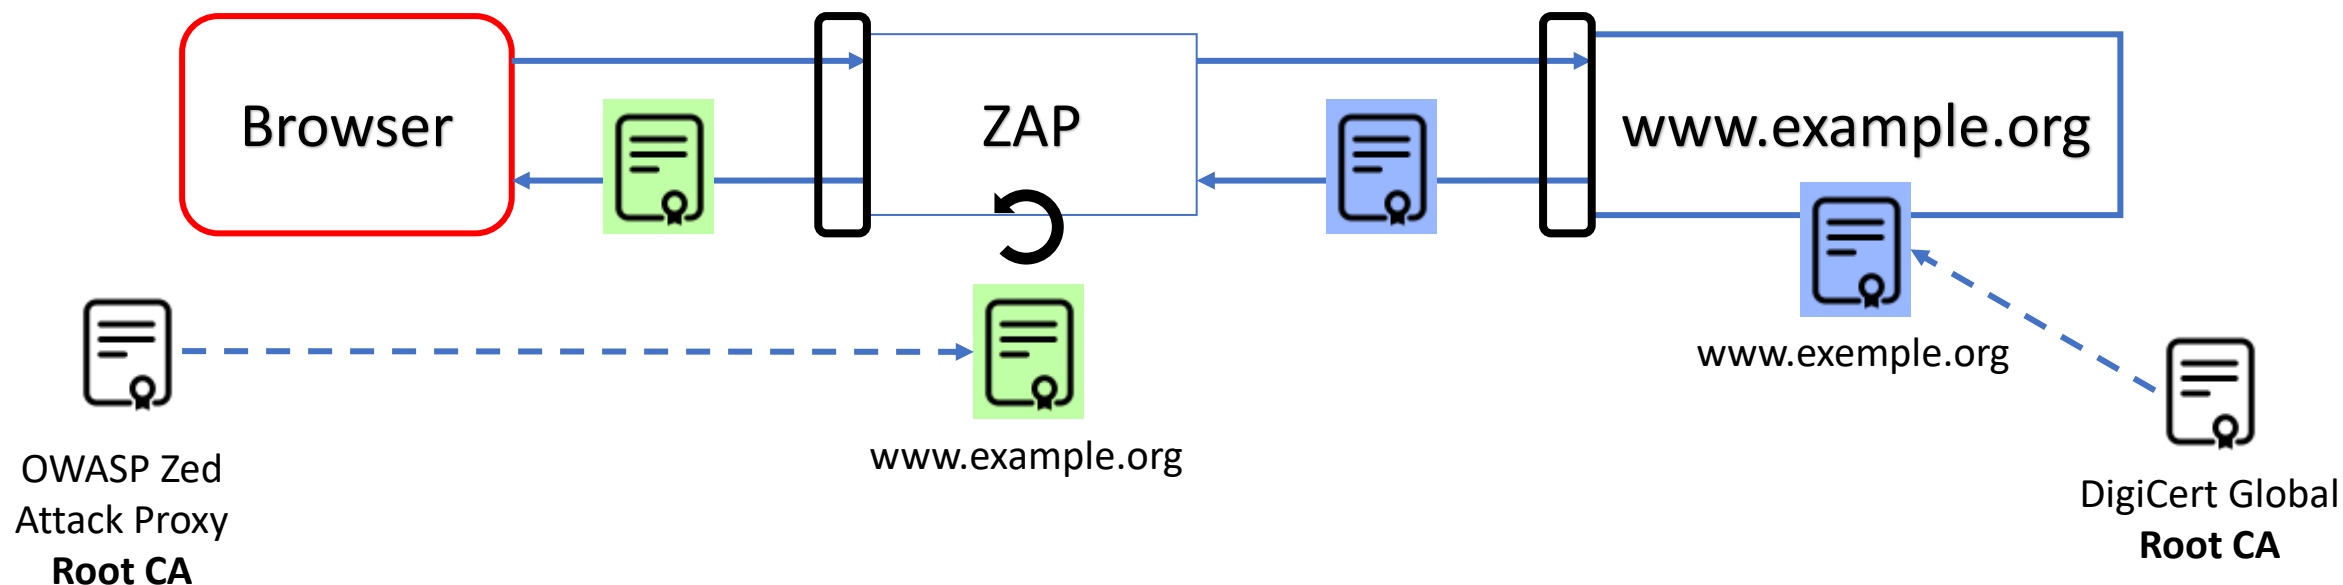 Browser
ZAP
www.example.org
www.exemple.org
www.example.org
OWASP Zed
Attack Proxy
Root CA
DigiCert Global
Root CA